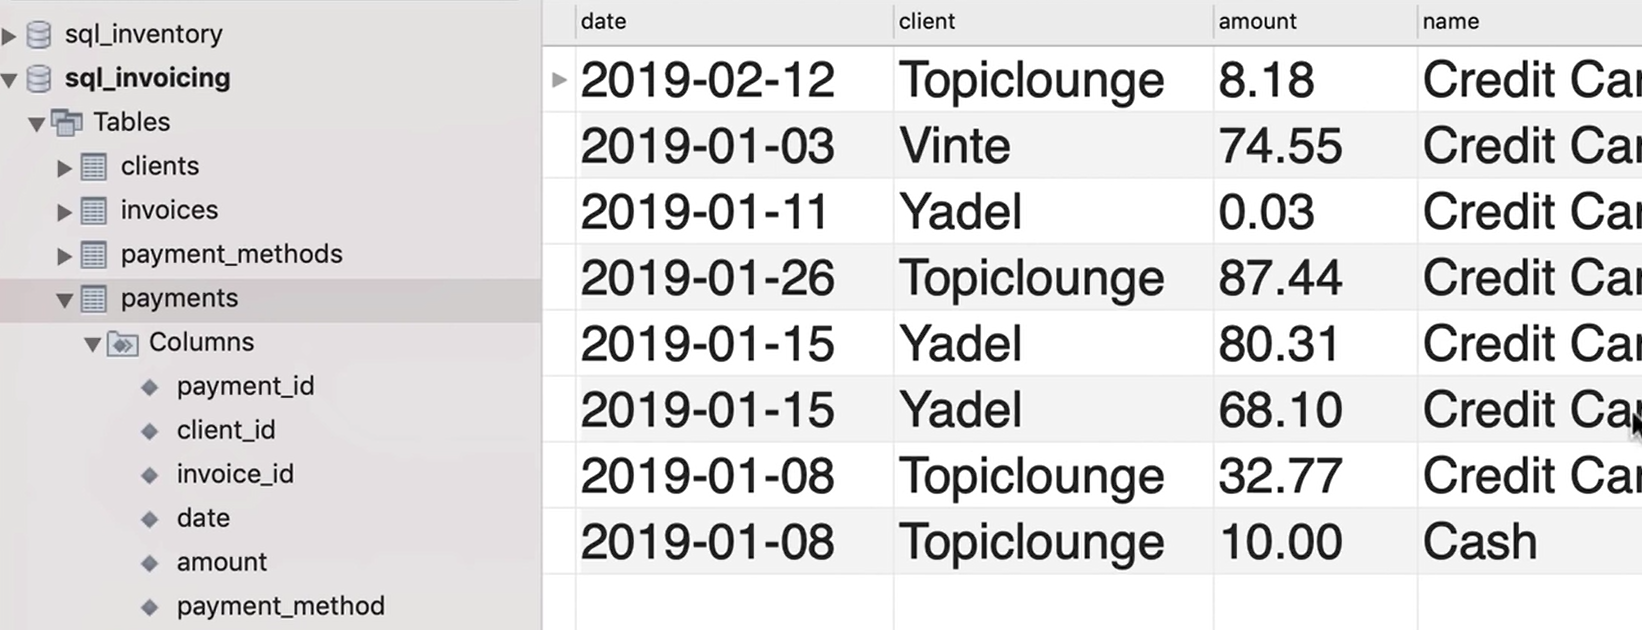 sql_inventory
sql_invoicing
Tables
clients
invoices
payment_methods
payments
Columns
payment_id
client_id
invoice_id
date
amount
payment_method
date client amount name
2019-02-12 Topiclounge 8.18 Credit Car
2019-01-03 Vinte 74.55 Credit Car
2019-01-11 Yadel 0.03 Credit Car
2019-01-26 Topiclounge 87.44 Credit Car
2019-01-15 Yadel 80.31 Credit Car
2019-01-15 Yadel 68.10 Credit Car
2019-01-08 Topiclounge 32.77 Credit Car
2019-01-08 Topiclounge 10.00 Cash